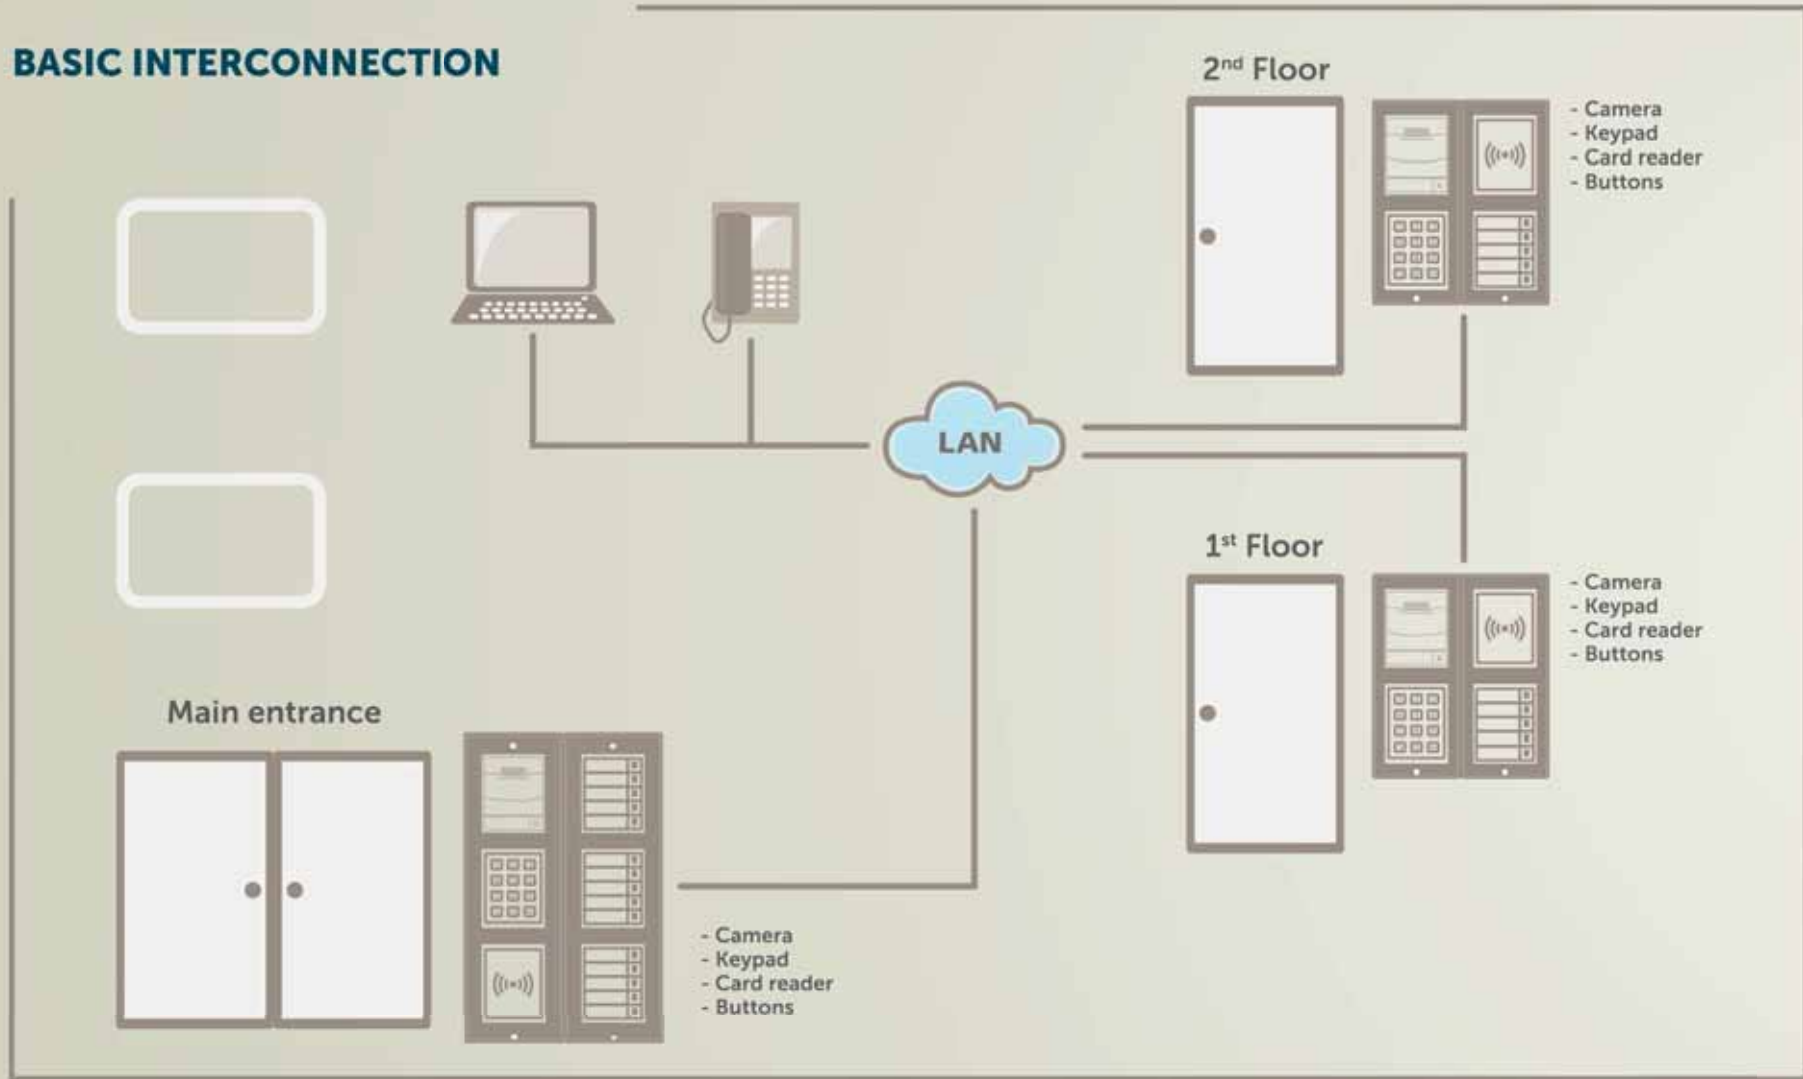 BASIC INTERCONNECTION
2nd Floor
- Camera
- Keypad
- Card reader
- Buttons
LAN
1st Floor
- Camera
- Keypad
- Card reader
- Buttons
Main entrance
- Camera
- Keypad
- Card reader
- Buttons